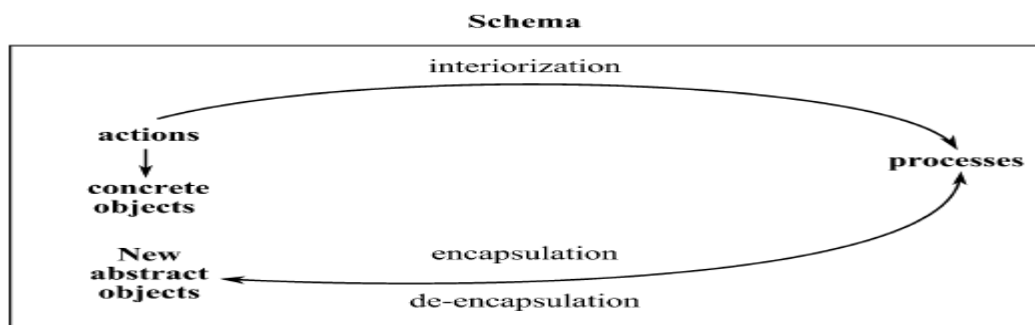 Schema
interiorization
actions
processes
concrete
objects
New
abstract
objects
encapsulation
de-encapsulation